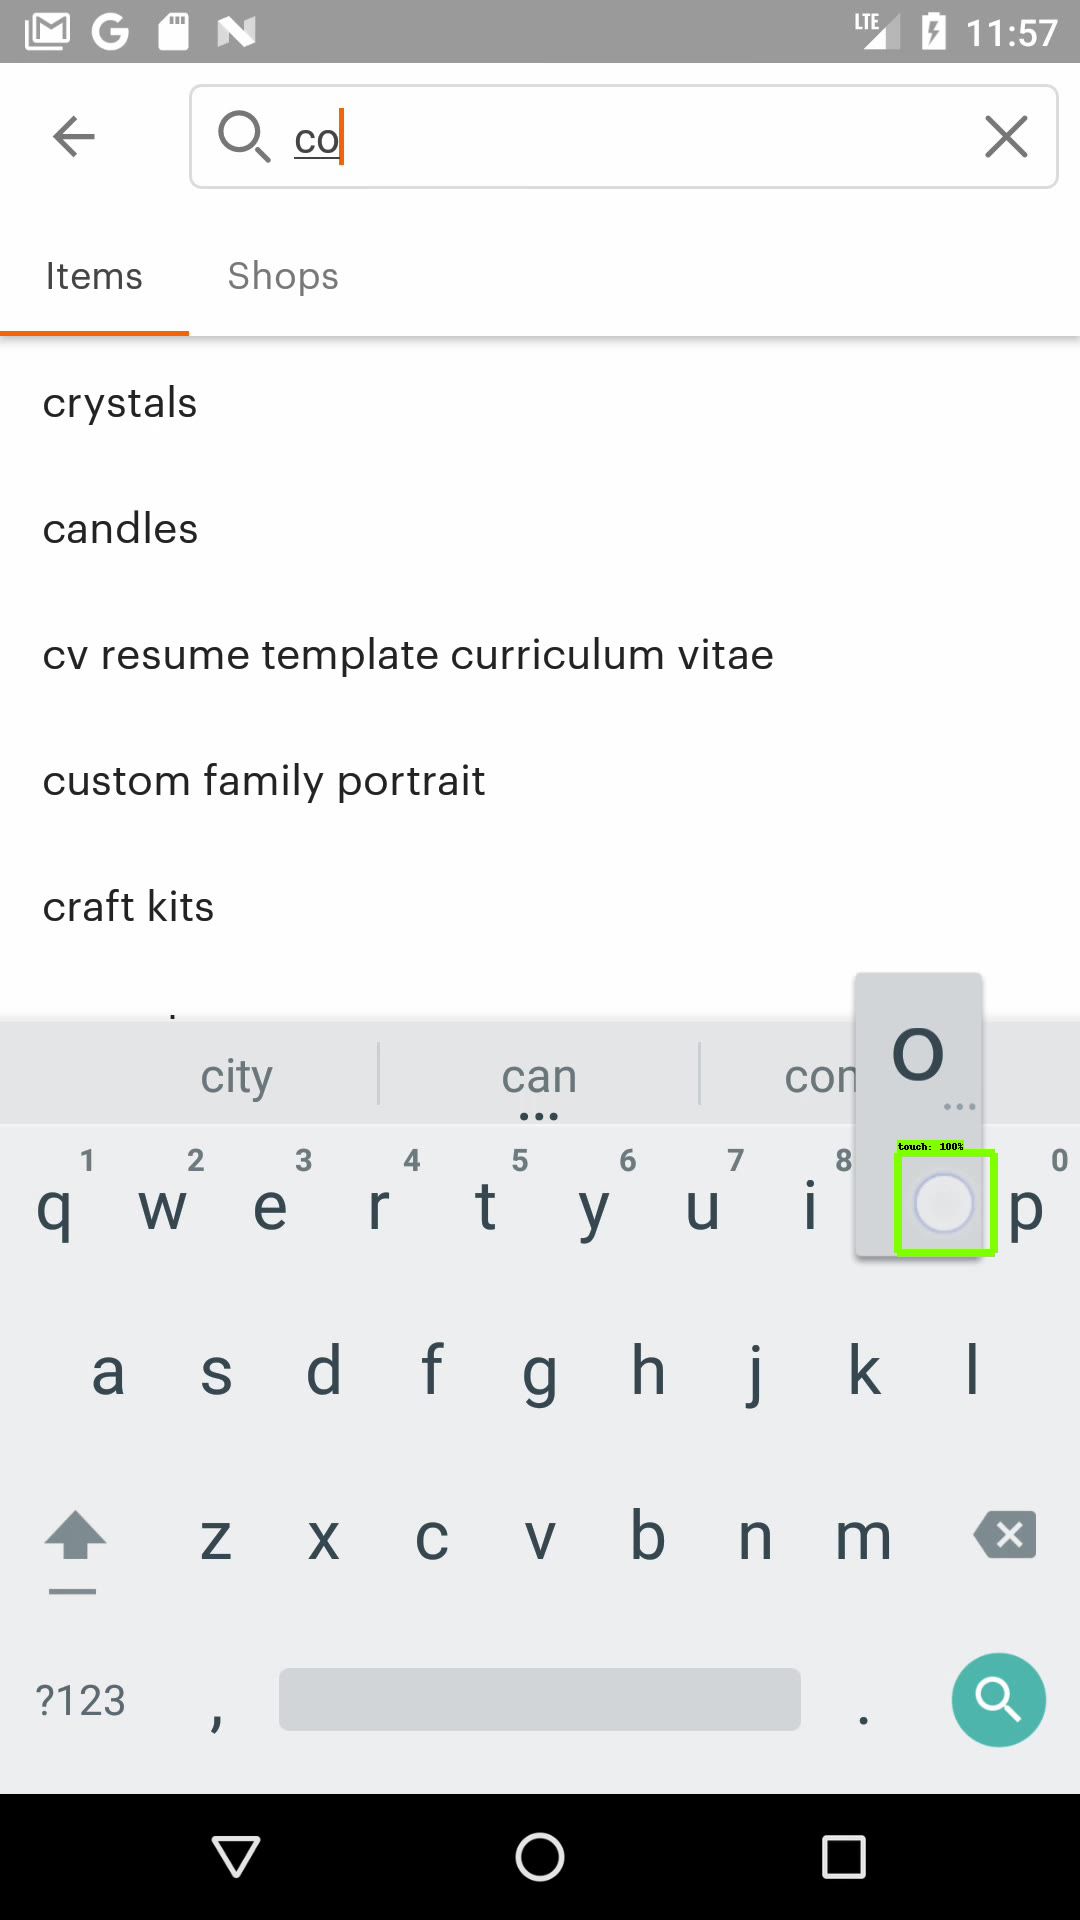 LTE 11:57
co
Items Shops
crystals
candles
cv resume template curriculum vitae
custom family portrait
craft kits
city can
o
touch: 100%
1 2 3 4 5 6 7 8 0
q w e r t y u i p
a s d f g h j k l
z x c v b n m
?123 , .